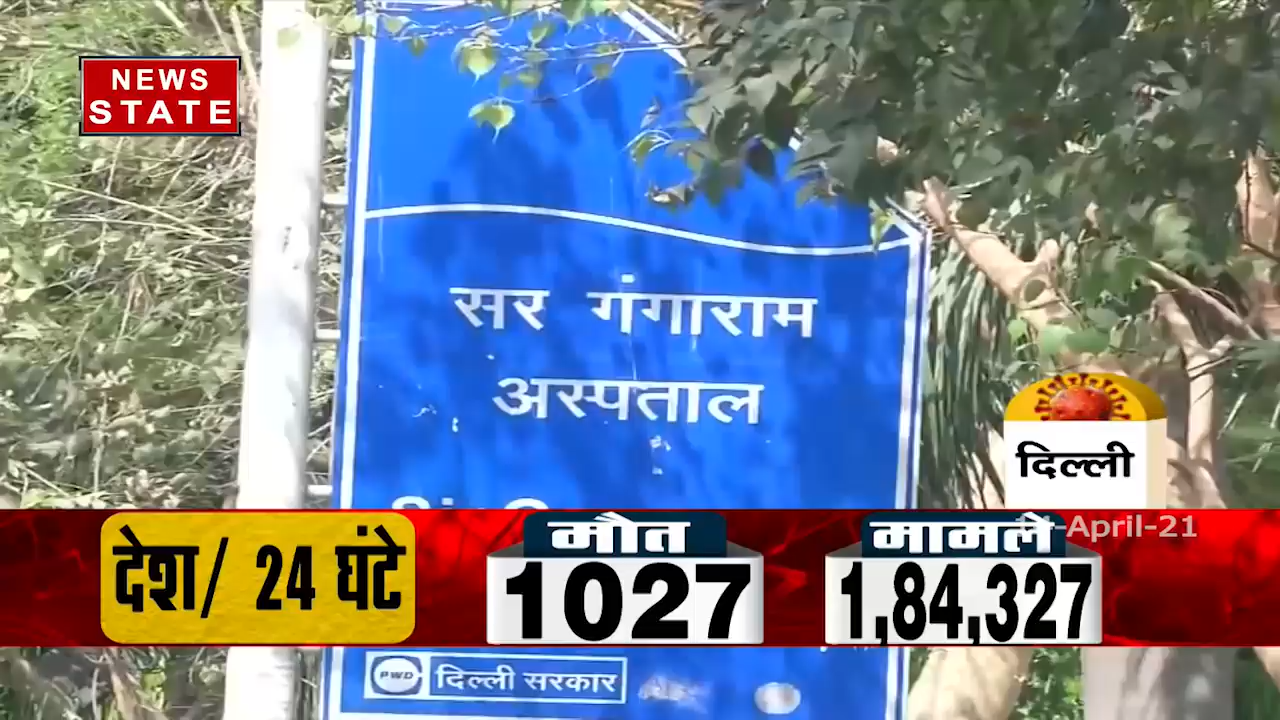 NEWS
STATE
सर गंगाराम
अस्पताल
दिल्ली
देश/ 24 घंटे
मौत
1027
मामले
-April-21
1,84,327
PWD
दिल्ली सरकार